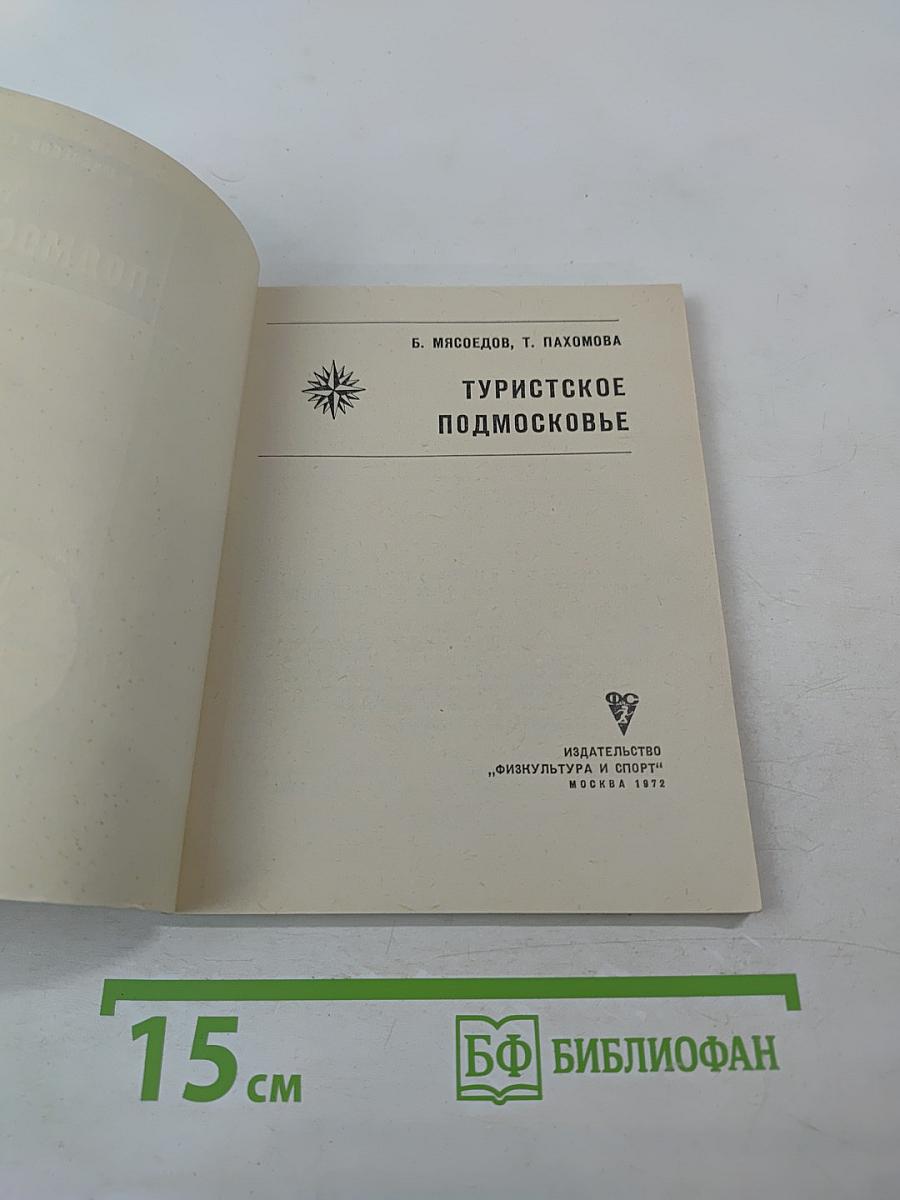 Б. МЯСОЕДОВ, Т. ПАХОМОВА
ТУРИСТСКОЕ
ПОДМОСКОВЬЕ
ФС
ИЗДАТЕЛЬСТВО
„ФИЗКУЛЬТУРА И СПОРТ“
МОСКВА 1972
15 см
БФ БИБЛИОФАН